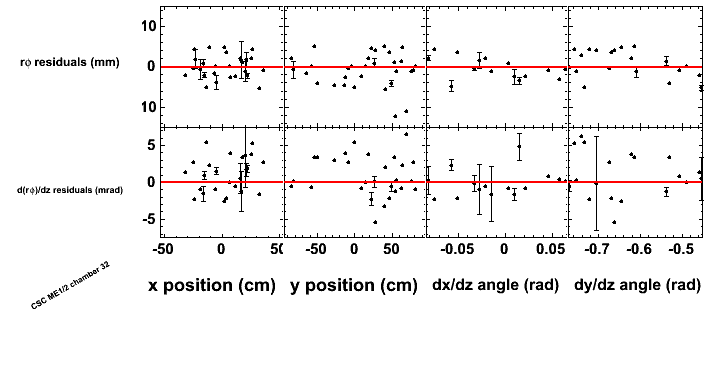 10
rϕ residuals (mm)
0
10
5
d(rϕ)/dz residuals (mrad)
0
-5
-50 0 50 -50 0 50 -0.05 0 0.05 -0.7 -0.6 -0.5
x position (cm) y position (cm) dx/dz angle (rad) dy/dz angle (rad)
CSC ME1/2 chamber 32